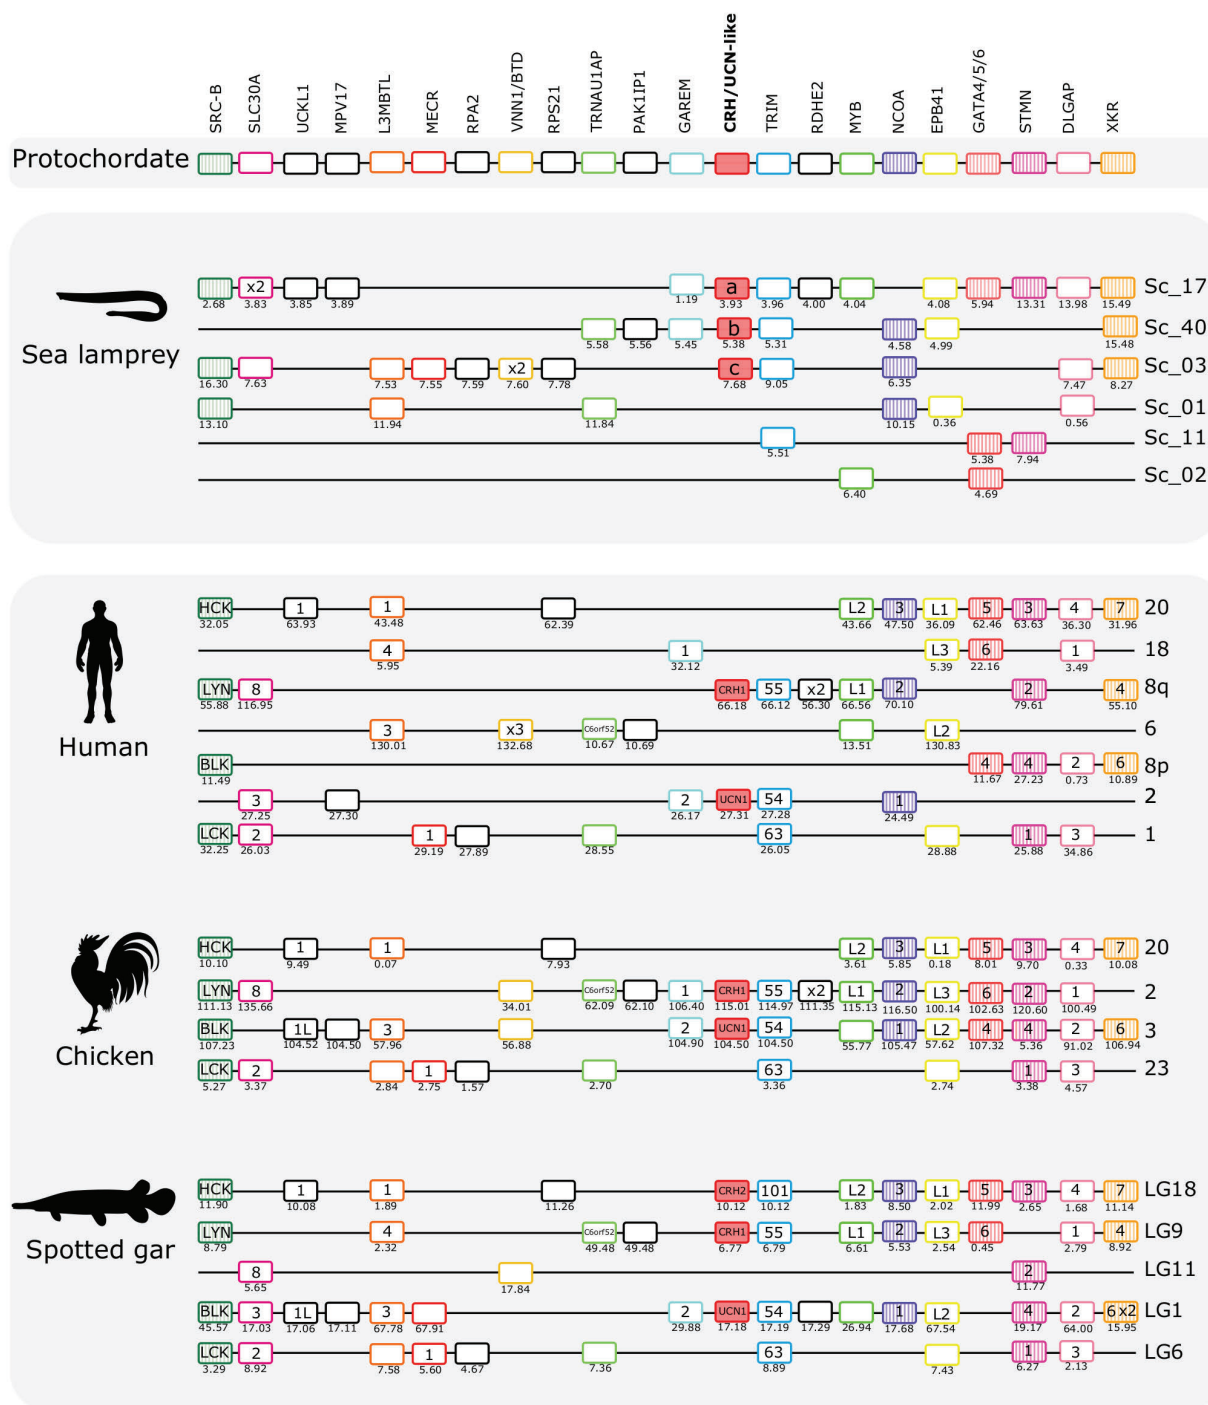 SRC-B SLC30A UCKL1 MPV17 L3MBTL MECR RPA2 VNN1/BTD RPS21 TRNAU1AP PAK1IP1 GAREM CRH/UCN-like TRIM RDHE2 MYB NCOA EPB41 GATA4/5/6 STMN DLGAP XKR
Protochordate
Sea lamprey
x2 a Sc_17
2.68 3.83 3.85 3.89 1.19 3.93 3.96 4.00 4.04 4.08 5.94 13.31 13.98 15.49
b Sc_40
5.58 5.56 5.45 5.38 5.31 4.58 4.99 15.48
x2 c Sc_03
16.30 7.63 7.53 7.55 7.59 7.60 7.78 7.68 9.05 6.35 7.47 8.27
Sc_01
13.10 11.94 11.84 10.15 0.36 0.56
Sc_11
5.51 5.38 7.94
Sc_02
6.40 4.69
Human
HCK 1 1 L2 3 L1 5 3 4 7 20
32.05 63.93 43.48 62.39 43.66 47.50 36.09 62.46 63.63 36.30 31.96
4 1 L3 6 1 18
5.95 32.12 5.39 22.16 3.49
LYN 8 CRH1 55 x2 L1 2 2 4 8q
55.88 116.95 66.18 66.12 56.30 66.56 70.10 79.61 55.10
3 x3 C6orf52 L2 6
130.01 132.68 10.67 10.69 13.51 130.83
BLK 4 4 2 6 8p
11.49 11.67 27.23 0.73 10.89
3 2 UCN1 54 1 2
27.25 27.30 26.17 27.31 27.28 24.49
LCK 2 1 63 1 3 1
32.25 26.03 29.19 27.89 28.55 26.05 28.88 25.88 34.86
Chicken
HCK 1 1 L2 3 L1 5 3 4 7 20
10.10 9.49 0.07 7.93 3.61 5.85 0.18 8.01 9.70 0.33 10.08
LYN 8 C6orf52 1 CRH1 55 x2 L1 2 L3 6 2 1 2
111.13 135.66 34.01 62.09 62.10 106.40 115.01 114.97 111.35 115.13 116.50 100.14 102.63 120.60 100.49
BLK 1L 3 2 UCN1 54 1 L2 4 4 2 6 3
107.23 104.52 104.50 57.96 56.88 104.90 104.50 104.50 55.77 105.47 57.62 107.32 5.36 91.02 106.94
LCK 2 1 63 1 3 23
5.27 3.37 2.84 2.75 1.57 2.70 3.36 2.74 3.38 4.57
Spotted gar
HCK 1 1 CRH2 101 L2 3 L1 5 3 4 7 LG18
11.90 10.08 1.89 11.26 10.12 10.12 1.83 8.50 2.02 11.99 2.65 1.68 11.14
LYN 4 C6orf52 CRH1 55 L1 2 L3 6 1 4 LG9
8.79 2.32 49.48 49.48 6.77 6.79 6.61 5.53 2.54 0.45 2.79 8.92
8 2 LG11
5.65 17.84 11.77
BLK 3 1L 3 2 UCN1 54 1 L2 4 2 6 x2 LG1
45.57 17.03 17.06 17.11 67.78 67.91 29.88 17.18 17.19 17.29 26.94 17.68 67.54 19.17 64.00 15.95
LCK 2 1 63 1 3 LG6
3.29 8.92 7.58 5.60 4.67 7.36 8.89 7.43 6.27 2.13